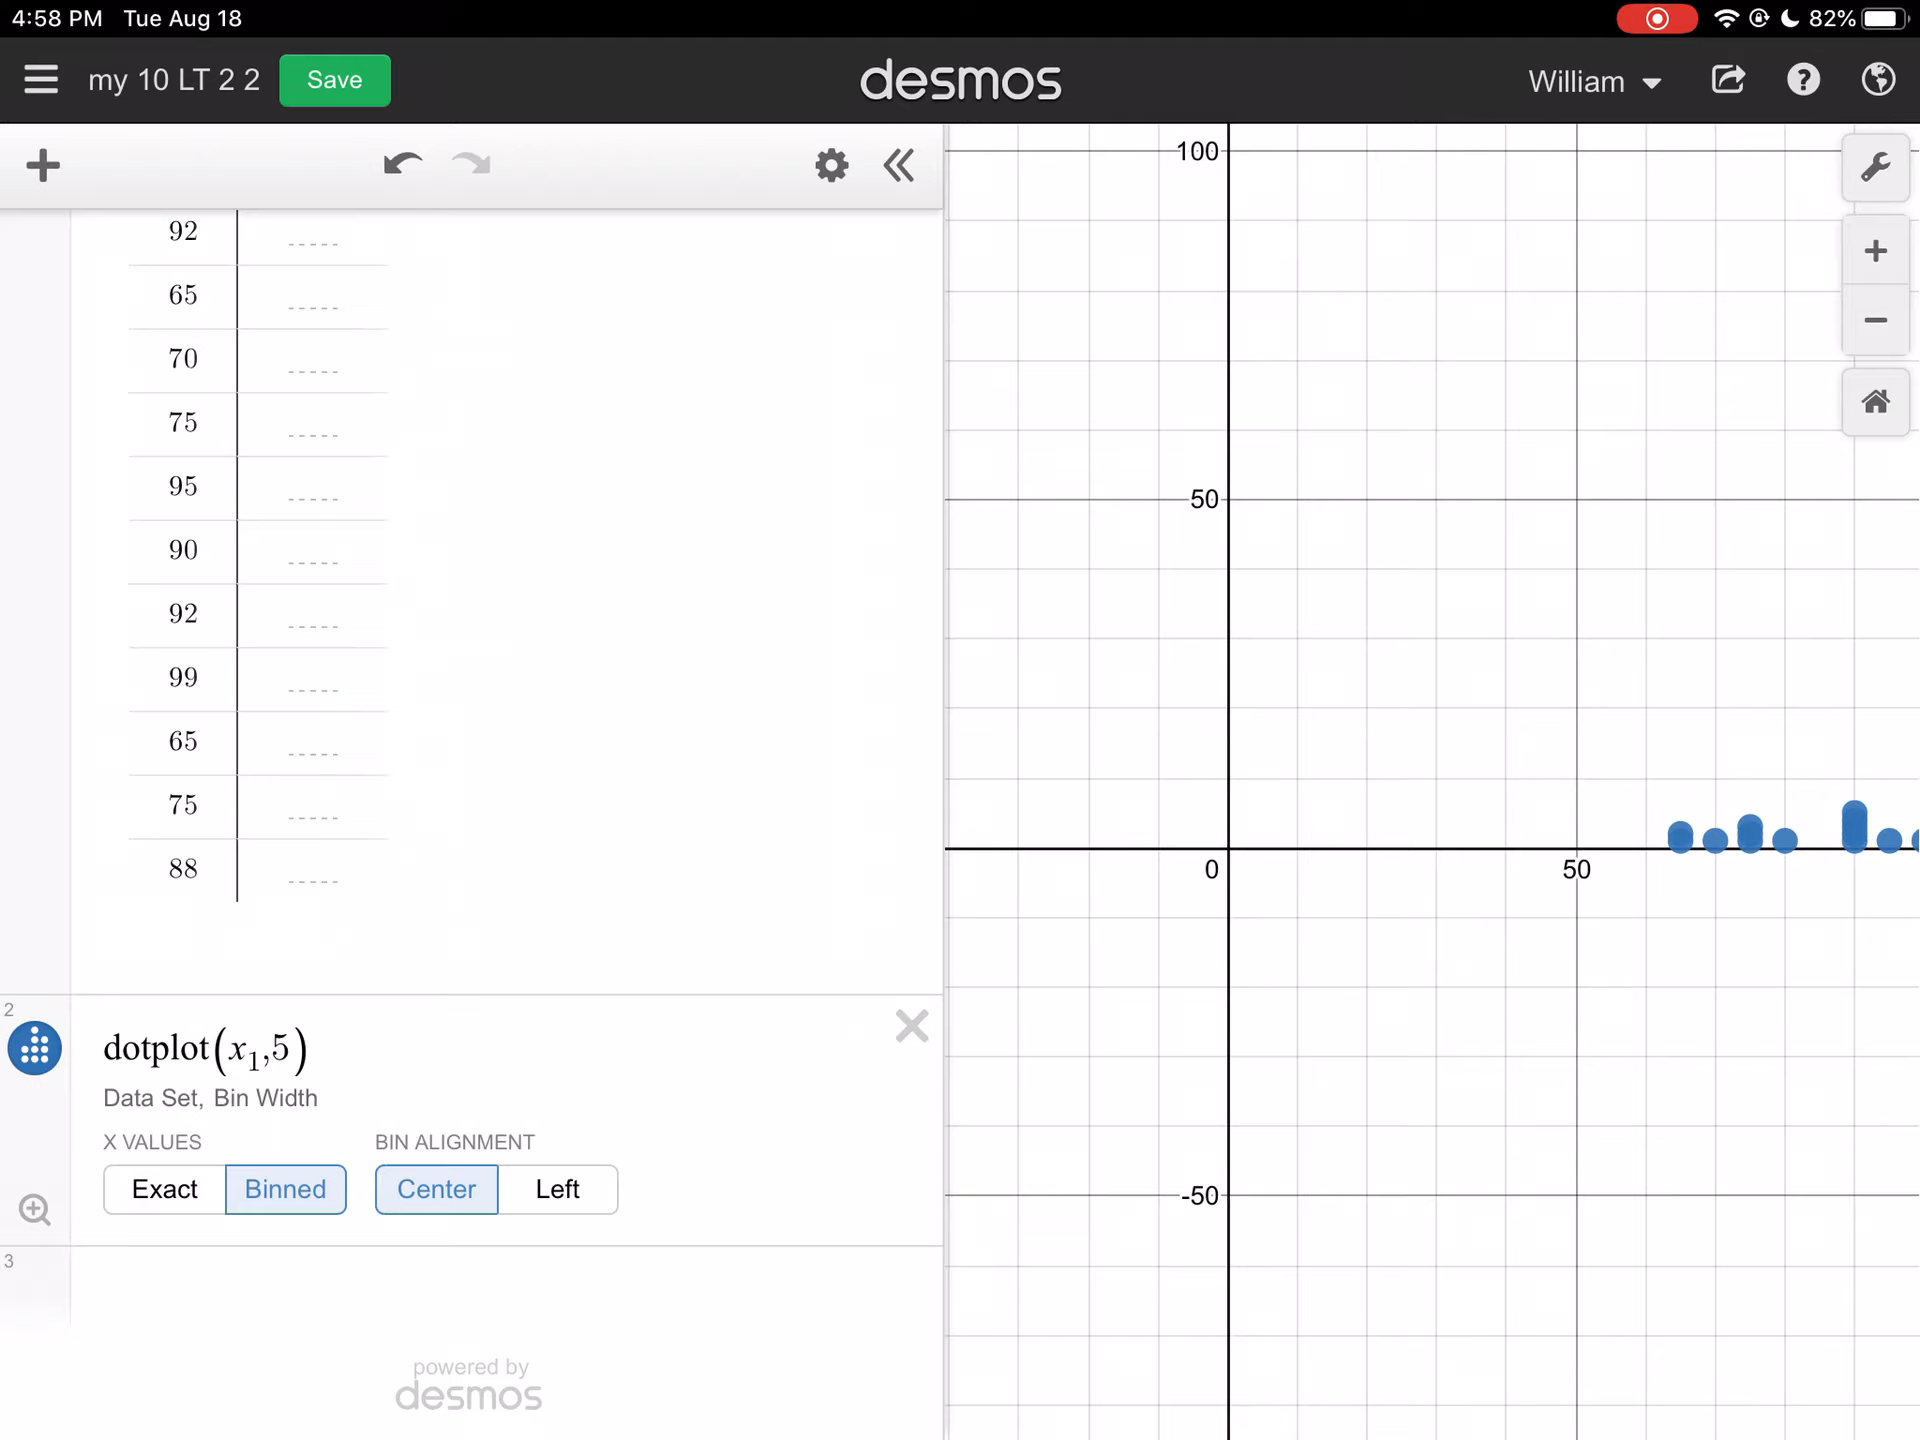 4:58 PM Tue Aug 18
82%
my 10 LT 2 2
Save
desmos
William
92
65
70
75
95
90
92
99
65
75
88
2
dotplot(x₁,5)
Data Set, Bin Width
X VALUES
BIN ALIGNMENT
Exact
Binned
Center
Left
3
powered by
desmos
100
50
0
50
-50